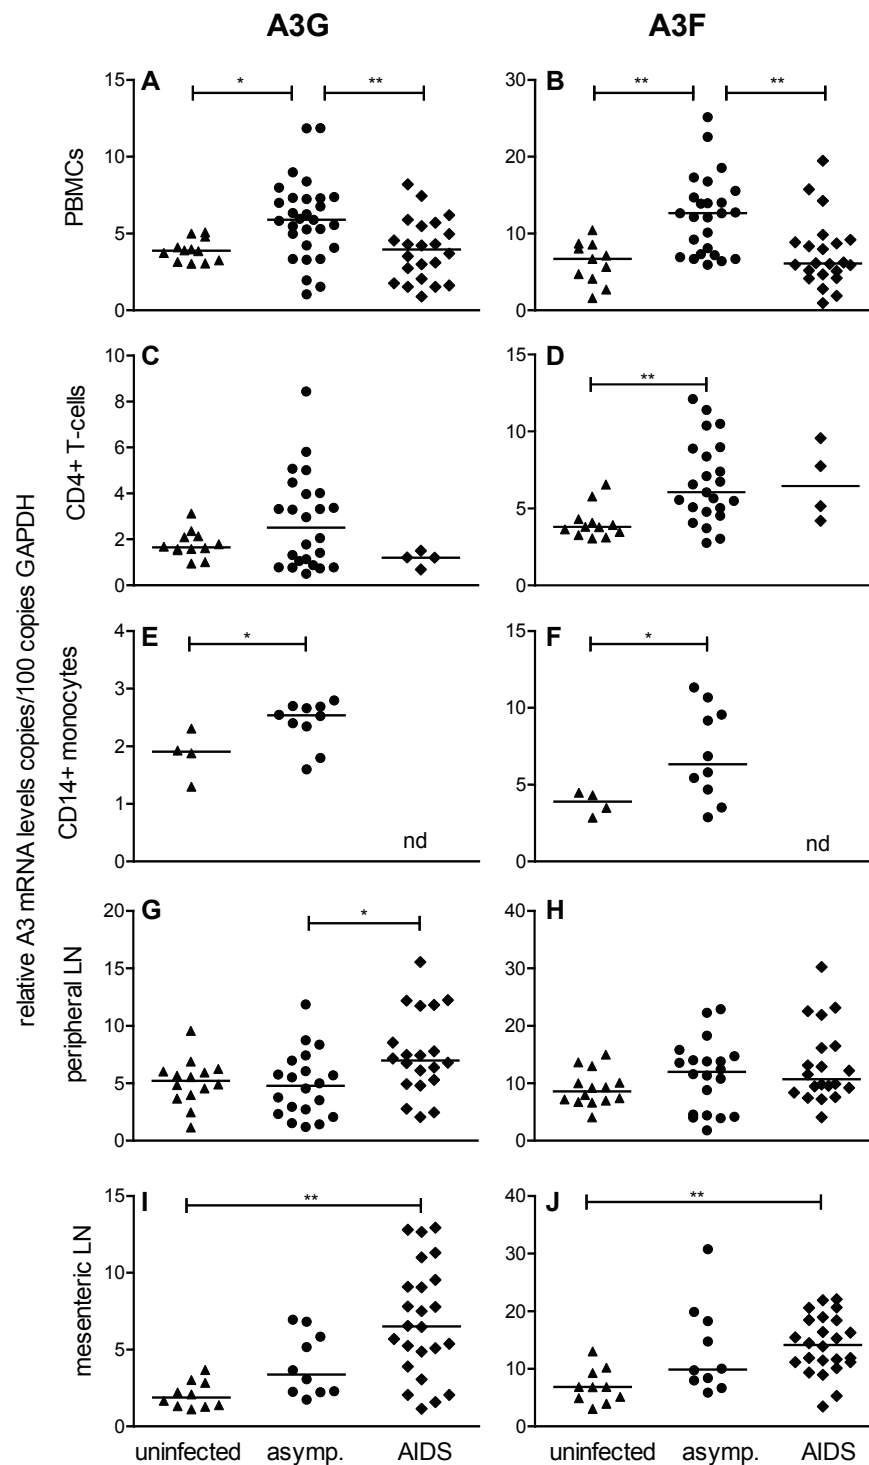 A3G A3F
relative A3 mRNA levels copies/100 copies GAPDH
PBMCs
A
15
10
5
0
* **
B
30
20
10
0
** **
CD4+ T-cells
C
10
8
6
4
2
0
D
15
10
5
0
**
CD14+ monocytes
E
4
3
2
1
0
*
nd
F
15
10
5
0
*
nd
peripheral LN
G
20
15
10
5
0
*
H
40
30
20
10
0
mesenteric LN
I
15
10
5
0
**
J
40
30
20
10
0
**
uninfected asymp. AIDS
uninfected asymp. AIDS